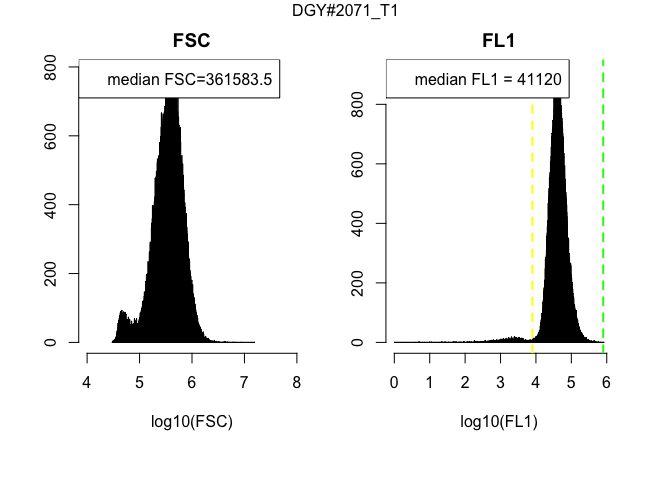 DGY#2071_T1
FSC
FL1
median FSC=361583.5
median FL1 = 41120
800
600
400
200
0
800
600
400
200
0
4 5 6 7 8
0 1 2 3 4 5 6
log10(FSC)
log10(FL1)